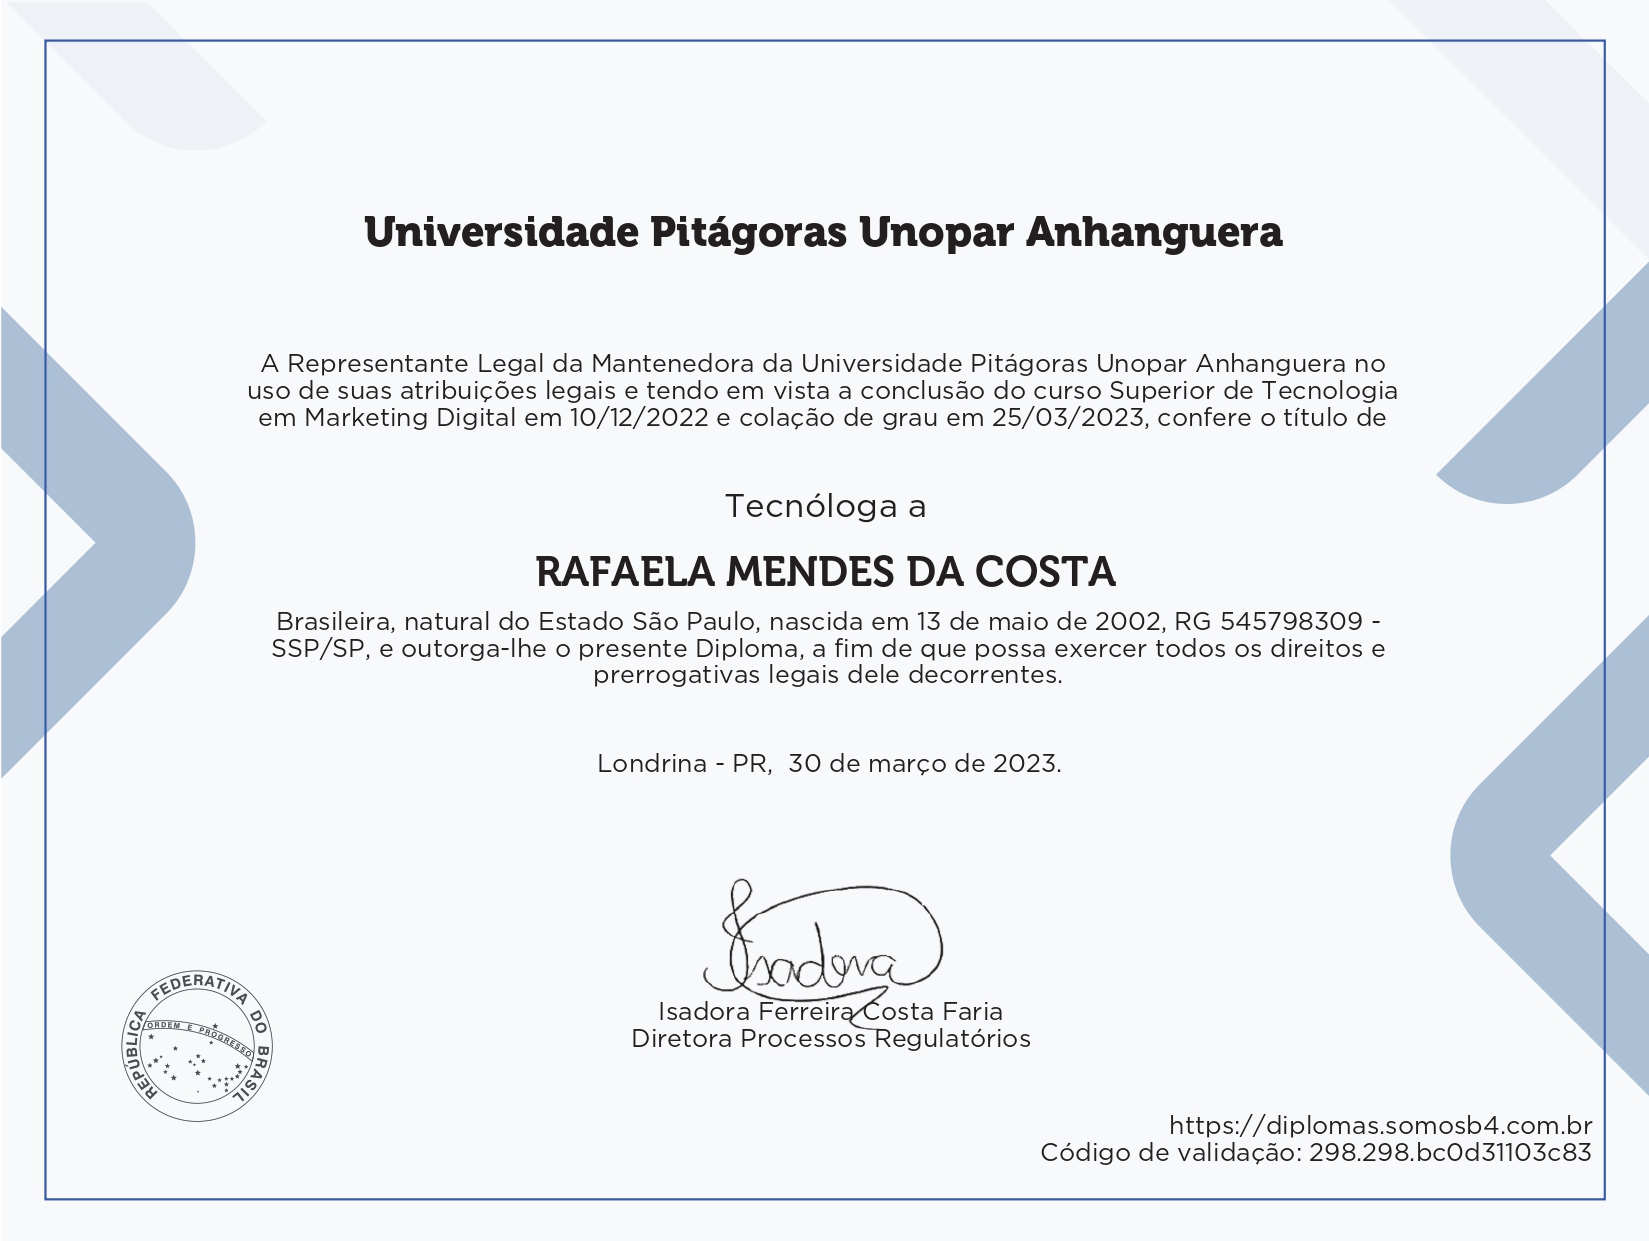 Universidade Pitágoras Unopar Anhanguera
A Representante Legal da Mantenedora da Universidade Pitágoras Unopar Anhanguera no
uso de suas atribuições legais e tendo em vista a conclusão do curso Superior de Tecnologia
em Marketing Digital em 10/12/2022 e colação de grau em 25/03/2023, confere o título de
Tecnóloga a
RAFAELA MENDES DA COSTA
Brasileira, natural do Estado São Paulo, nascida em 13 de maio de 2002, RG 545798309 -
SSP/SP, e outorga-lhe o presente Diploma, a fim de que possa exercer todos os direitos e
prerrogativas legais dele decorrentes.
Londrina - PR,  30 de março de 2023.
Isadora
Isadora Ferreira Costa Faria
Diretora Processos Regulatórios
REPÚBLICA FEDERATIVA DO BRASIL
ORDEM E PROGRESSO
https://diplomas.somosb4.com.br
Código de validação: 298.298.bc0d31103c83